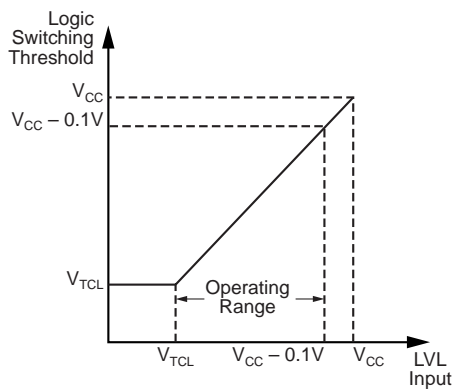 Logic
Switching
Threshold
V_CC
V_CC – 0.1V
V_TCL
Operating
Range
V_TCL
V_CC – 0.1V
V_CC
LVL
Input